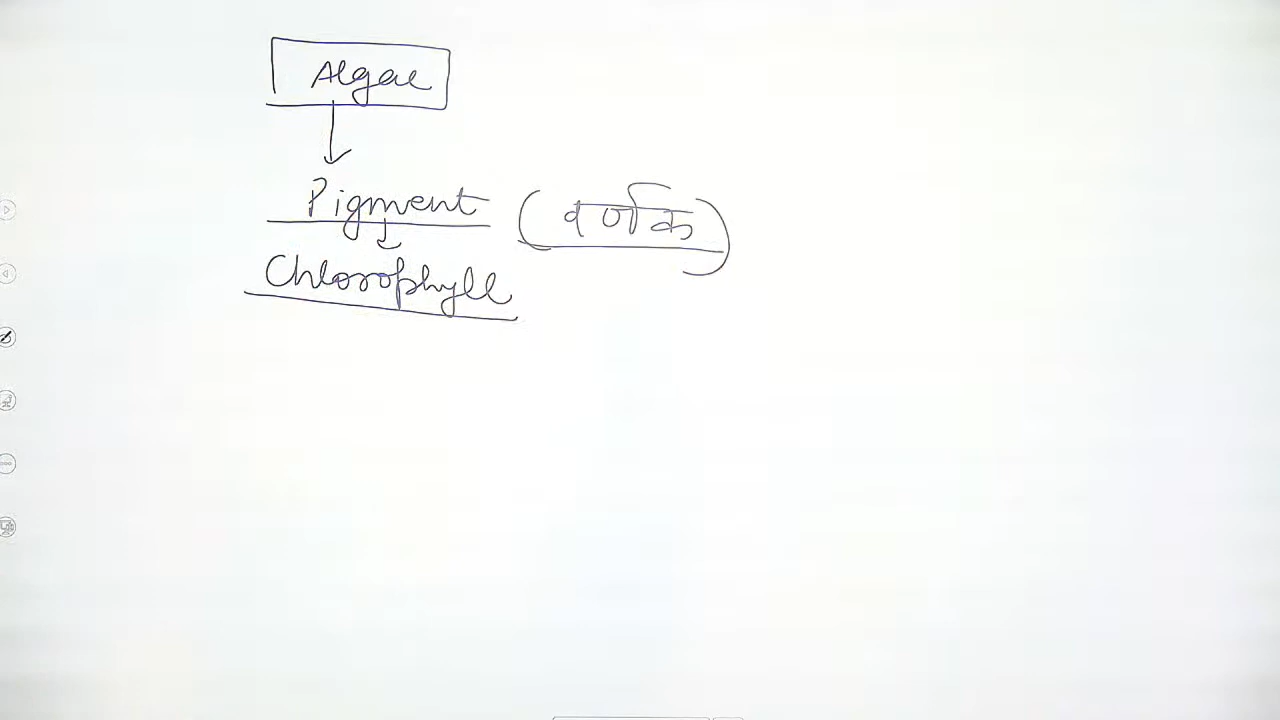 Algae
Pigment (वर्णक)
Chlorophyll